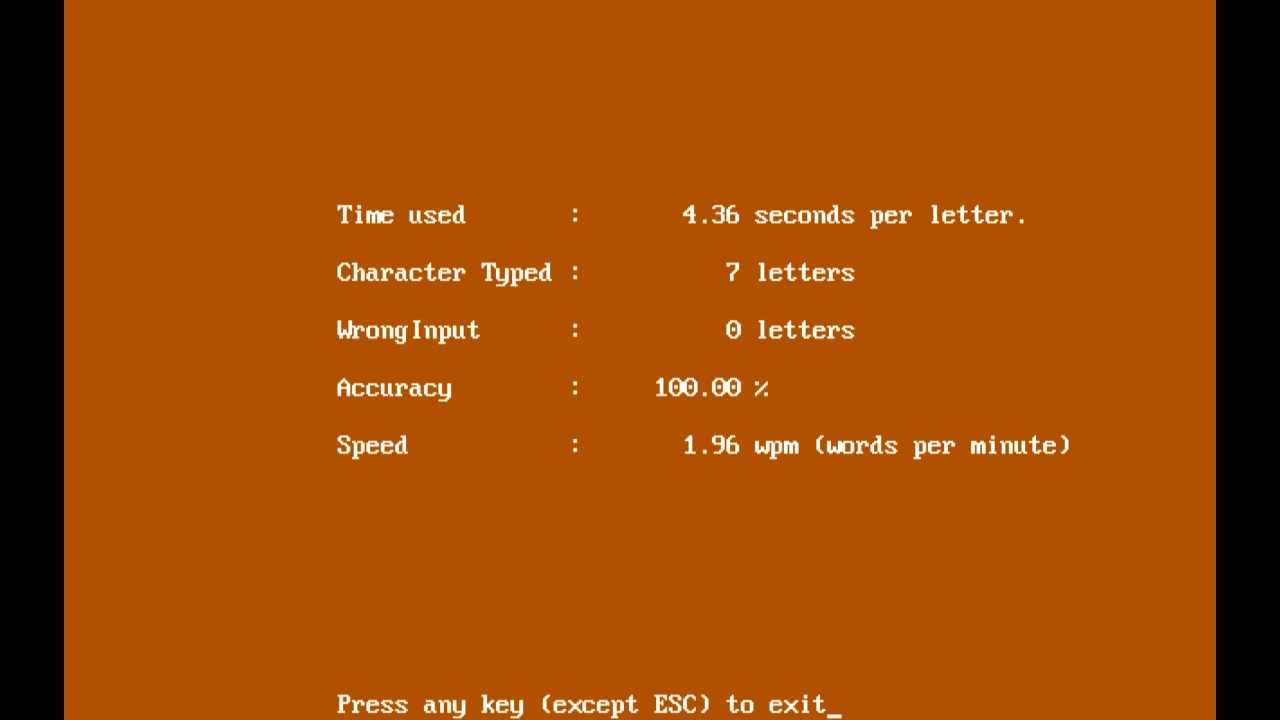 Time used : 4.36 seconds per letter.
Character Typed : 7 letters
WrongInput : 0 letters
Accuracy : 100.00 %
Speed : 1.96 wpm (words per minute)
Press any key (except ESC) to exit_